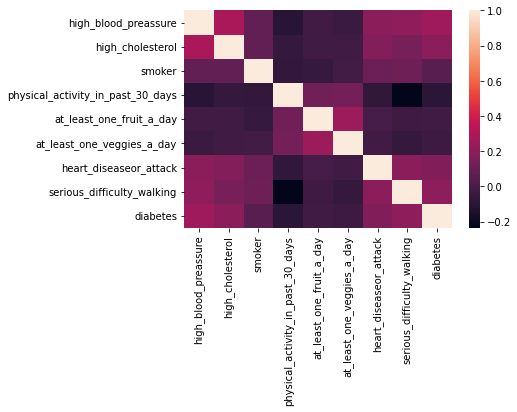 high_blood_preassure
high_cholesterol
smoker
physical_activity_in_past_30_days
at_least_one_fruit_a_day
at_least_one_veggies_a_day
heart_diseaseor_attack
serious_difficulty_walking
diabetes
high_blood_preassure
high_cholesterol
smoker
physical_activity_in_past_30_days
at_least_one_fruit_a_day
at_least_one_veggies_a_day
heart_diseaseor_attack
serious_difficulty_walking
diabetes
1.0
0.8
0.6
0.4
0.2
0.0
−0.2